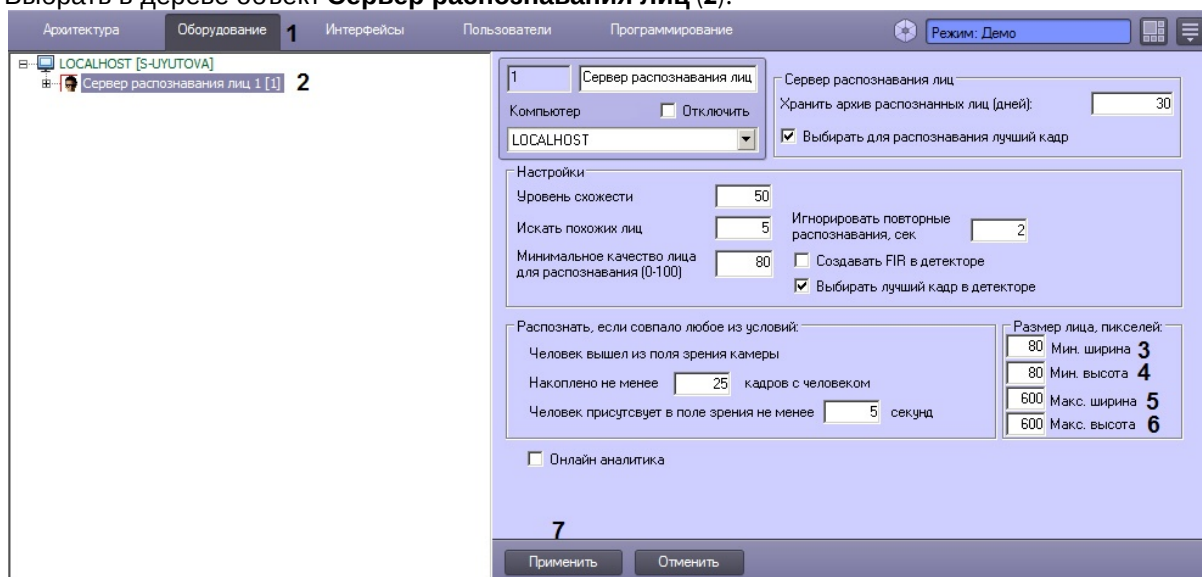 Выбрать в дереве объект Сервер распознавания лиц (2).
Архитектура Оборудование 1 Интерфейсы Пользователи Программирование Режим: Демо
LOCALHOST [S-UYUTOVA]
Сервер распознавания лиц 1 [1] 2
1 Сервер распознавания лиц
Компьютер Отключить
LOCALHOST
Сервер распознавания лиц
Хранить архив распознанных лиц (дней): 30
Выбирать для распознавания лучший кадр
Настройки
Уровень схожести 50
Искать похожих лиц 5
Минимальное качество лица
для распознавания (0-100) 80
Игнорировать повторные
распознавания, сек 2
Создавать FIR в детекторе
Выбирать лучший кадр в детекторе
Распознать, если совпало любое из условий:
Человек вышел из поля зрения камеры
Накоплено не менее 25 кадров с человеком
Человек присутсвует в поле зрения не менее 5 секунд
Размер лица, пикселей:
80 Мин. ширина 3
80 Мин. высота 4
600 Макс. ширина 5
600 Макс. высота 6
Онлайн аналитика
7
Применить Отменить